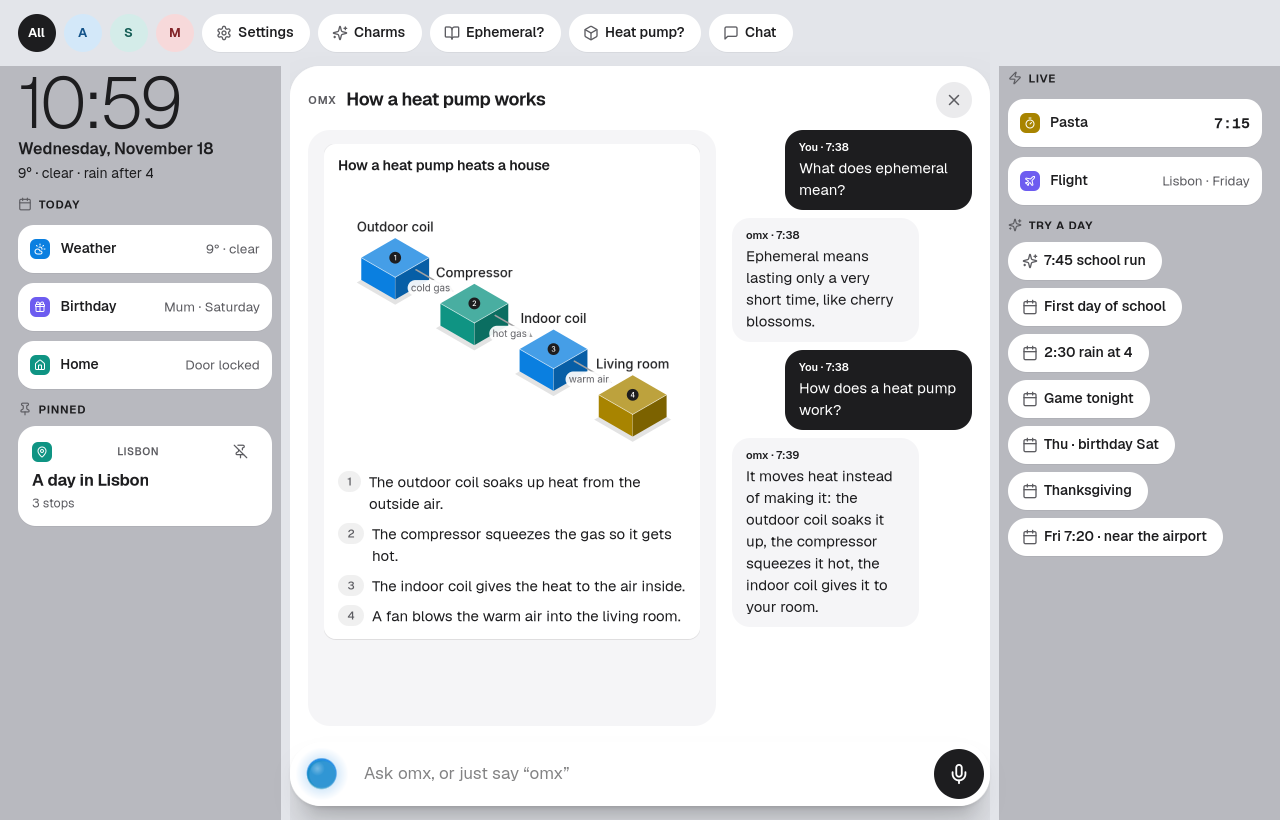 All A S M Settings Charms Ephemeral? Heat pump? Chat
10:59
Wednesday, November 18
9° · clear · rain after 4
TODAY
Weather 9° · clear
Birthday Mum · Saturday
Home Door locked
PINNED
LISBON
A day in Lisbon
3 stops
OMX How a heat pump works
How a heat pump heats a house
Outdoor coil
1
Compressor
cold gas
2
Indoor coil
hot gas
3
Living room
warm air
4
1 The outdoor coil soaks up heat from the
outside air.
2 The compressor squeezes the gas so it gets
hot.
3 The indoor coil gives the heat to the air inside.
4 A fan blows the warm air into the living room.
You · 7:38
What does ephemeral
mean?
omx · 7:38
Ephemeral means
lasting only a very
short time, like cherry
blossoms.
You · 7:38
How does a heat pump
work?
omx · 7:39
It moves heat instead
of making it: the
outdoor coil soaks it
up, the compressor
squeezes it hot, the
indoor coil gives it to
your room.
Ask omx, or just say “omx”
LIVE
Pasta 7:15
Flight Lisbon · Friday
TRY A DAY
7:45 school run
First day of school
2:30 rain at 4
Game tonight
Thu · birthday Sat
Thanksgiving
Fri 7:20 · near the airport